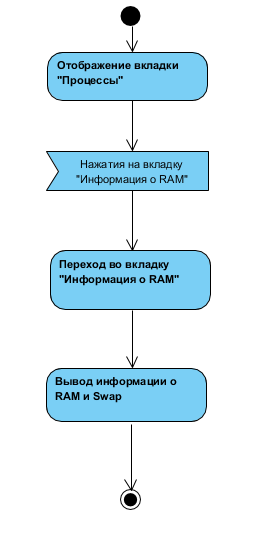 Отображение вкладки
"Процессы"
Нажатия на вкладку
"Информация о RAM"
Переход во вкладку
"Информация о RAM"
Вывод информации о
RAM и Swap